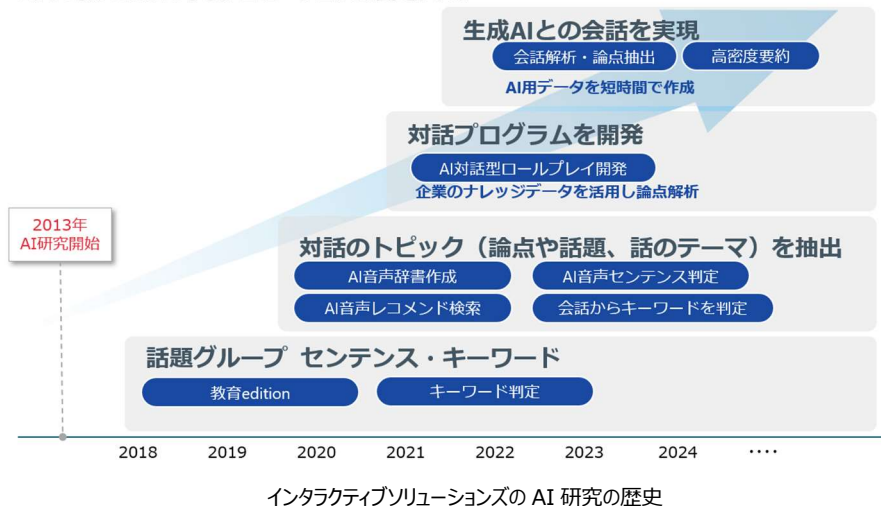 生成AIとの会話を実現
会話解析・論点抽出 高密度要約
AI用データを短時間で作成
対話プログラムを開発
AI対話型ロールプレイ開発
企業のナレッジデータを活用し論点解析
2013年
AI研究開始
対話のトピック（論点や話題、話のテーマ）を抽出
AI音声辞書作成 AI音声センテンス判定
AI音声レコメンド検索 会話からキーワードを判定
話題グループ センテンス・キーワード
教育edition キーワード判定
2018 2019 2020 2021 2022 2023 2024 ････
インタラクティブソリューションズの AI 研究の歴史